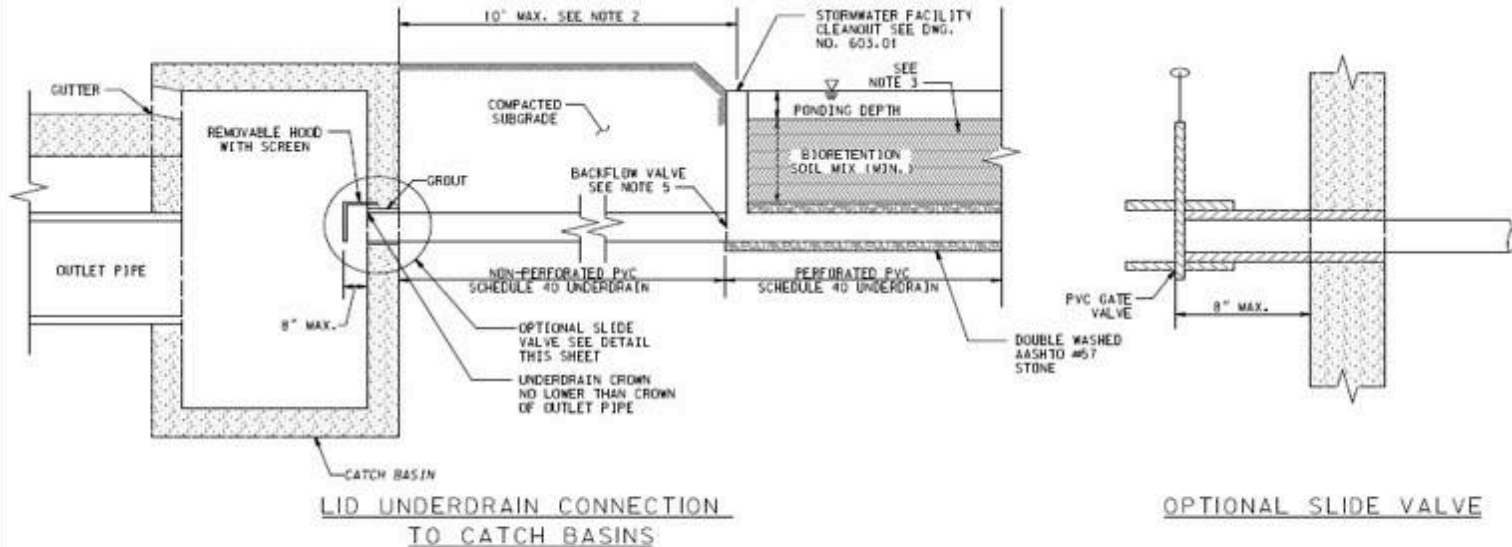 10' MAX. SEE NOTE 2
STORMWATER FACILITY
CLEANOUT SEE DWG.
NO. 603.01
SEE
NOTE 3
GUTTER
COMPACTED
SUBGRADE
PONDING DEPTH
REMOVABLE HOOD
WITH SCREEN
BIORETENTION
SOIL MIX (MIN.)
GROUT
BACKFLOW VALVE
SEE NOTE 5
OUTLET PIPE
NON-PERFORATED PVC
SCHEDULE 40 UNDERDRAIN
PERFORATED PVC
SCHEDULE 40 UNDERDRAIN
8" MAX.
OPTIONAL SLIDE
VALVE SEE DETAIL
THIS SHEET
UNDERDRAIN CROWN
NO LOWER THAN CROWN
OF OUTLET PIPE
DOUBLE WASHED
AASHTO #57
STONE
CATCH BASIN
LID UNDERDRAIN CONNECTION
TO CATCH BASINS
PVC GATE
VALVE
8" MAX.
OPTIONAL SLIDE VALVE